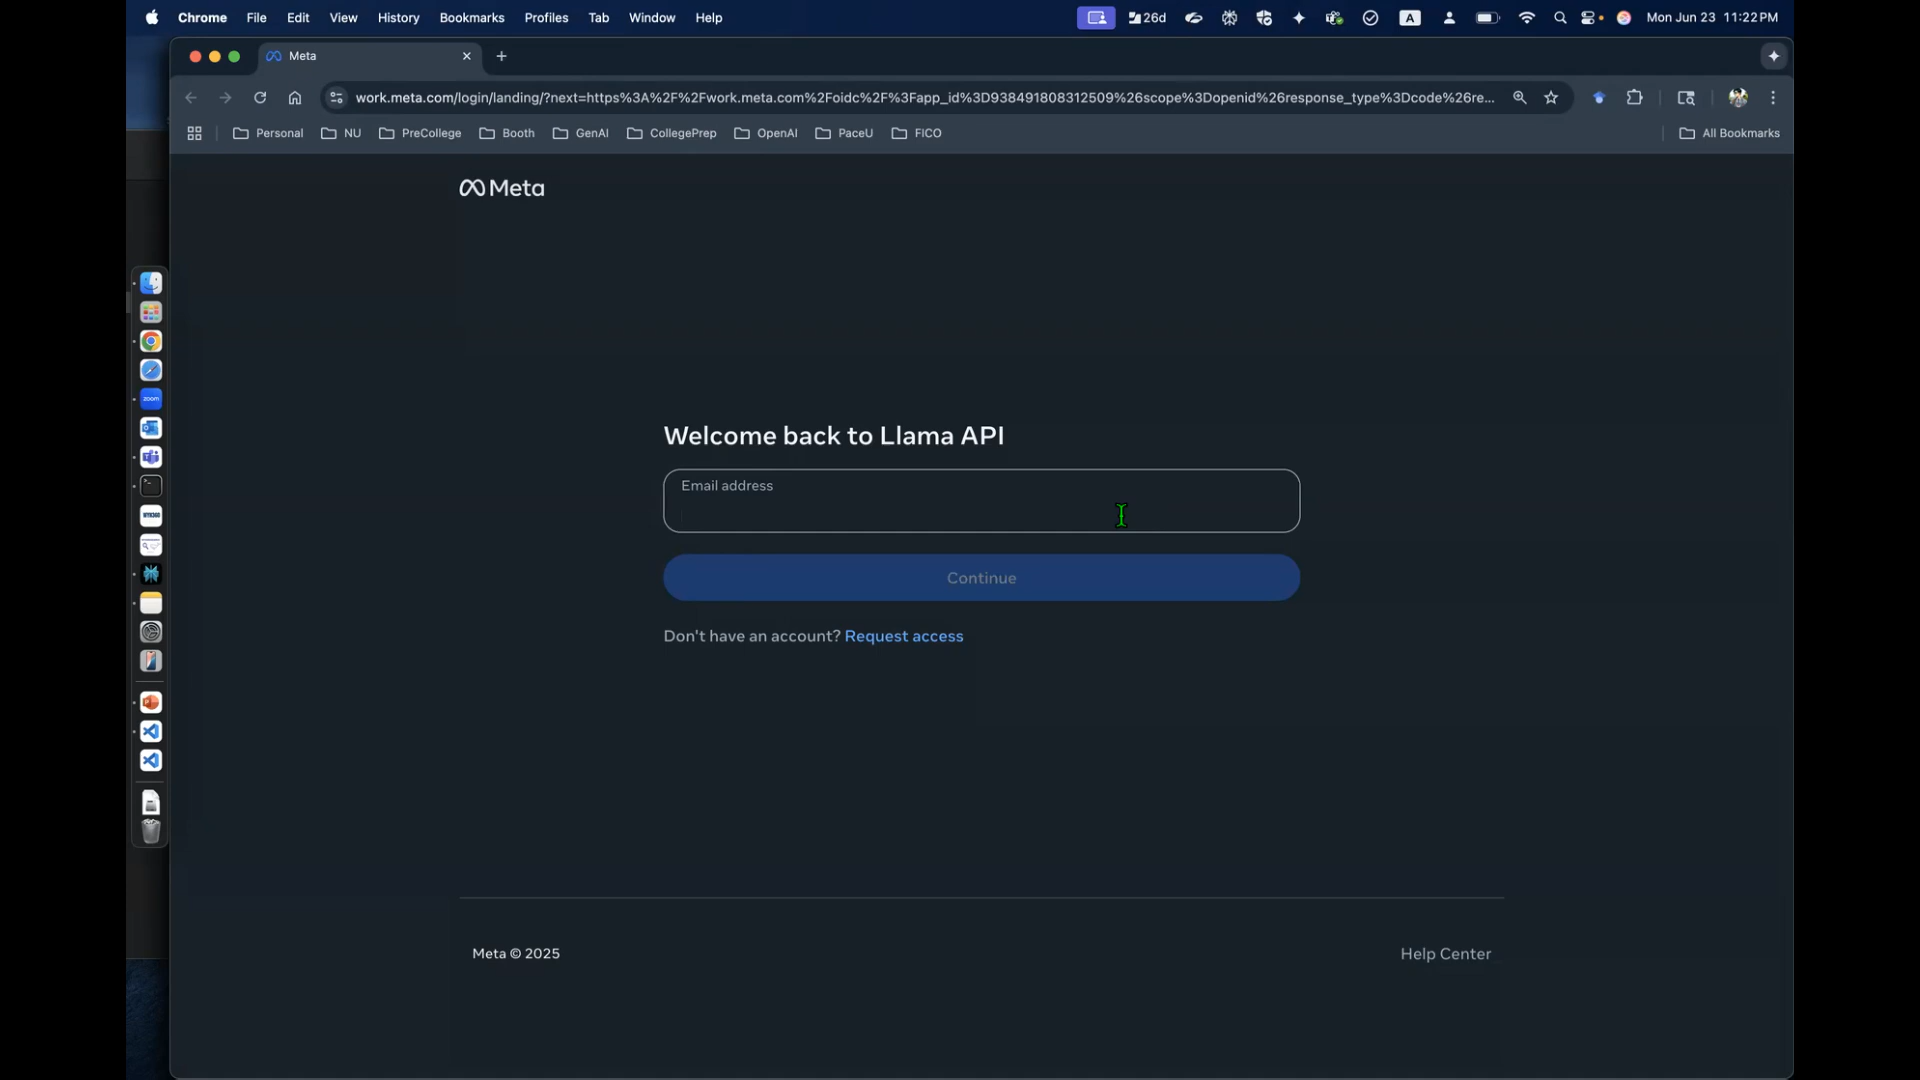 Chrome File Edit View History Bookmarks Profiles Tab Window Help 26d A Mon Jun 23 11:22 PM
Meta
work.meta.com/login/landing/?next=https%3A%2F%2Fwork.meta.com%2Foidc%2F%3Fapp_id%3D938491808312509%26scope%3Dopenid%26response_type%3Dcode%26re...
Personal NU PreCollege Booth GenAI CollegePrep OpenAI PaceU FICO All Bookmarks
Meta
zoom
Welcome back to Llama API
Email address
Continue
Don't have an account? Request access
Meta © 2025
Help Center